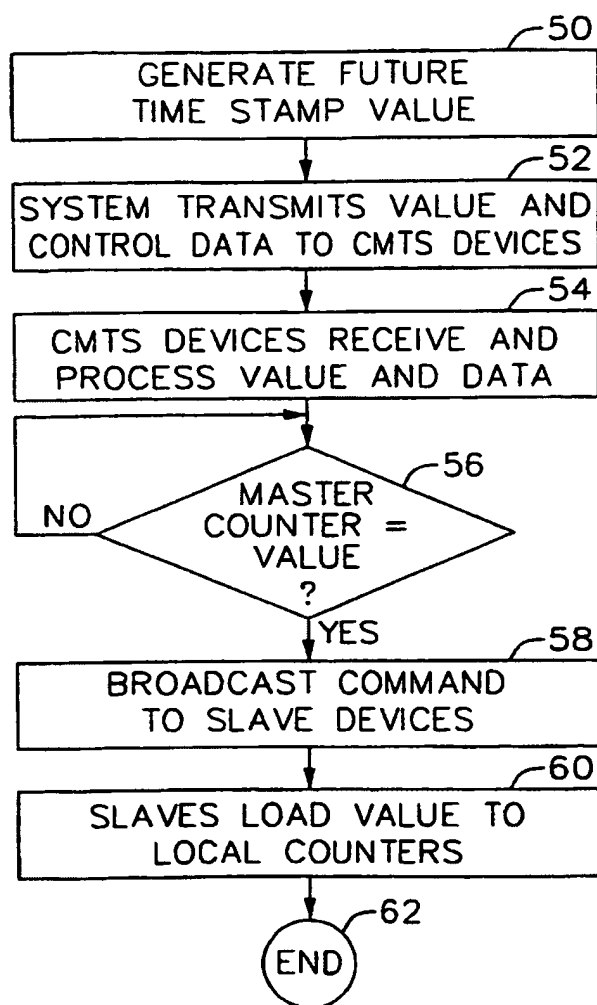 50
GENERATE FUTURE
TIME STAMP VALUE
52
SYSTEM TRANSMITS VALUE AND
CONTROL DATA TO CMTS DEVICES
54
CMTS DEVICES RECEIVE AND
PROCESS VALUE AND DATA
56
MASTER
COUNTER =
VALUE
?
NO
YES
58
BROADCAST COMMAND
TO SLAVE DEVICES
60
SLAVES LOAD VALUE TO
LOCAL COUNTERS
62
END